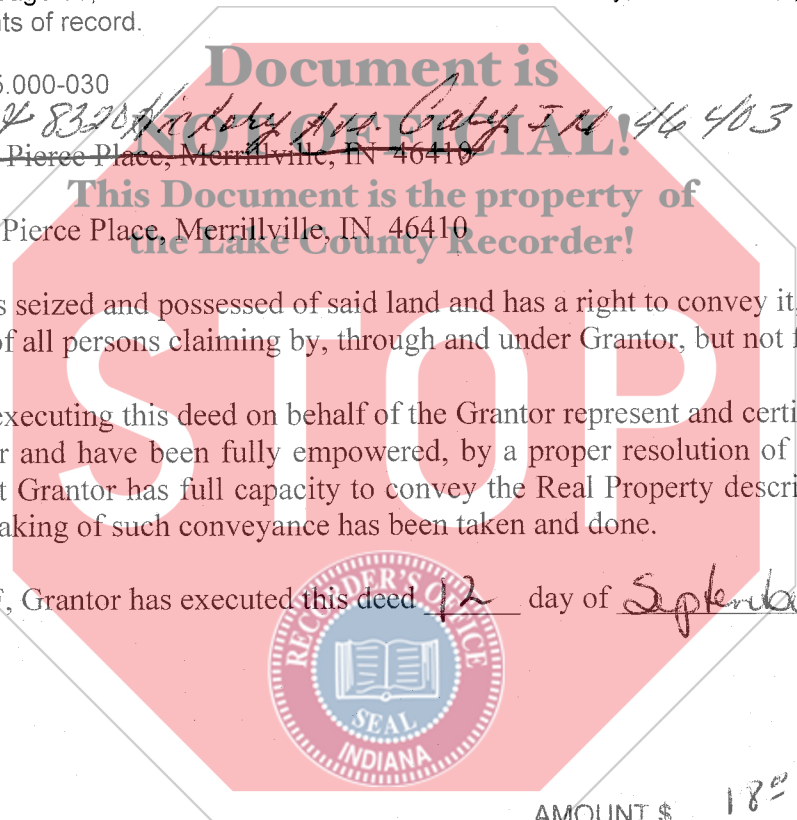 nts of record.
Document is
5.000-030
8320 Hickory Ave Gary IN 46403
NOT OFFICIAL!
Pierce Place, Merrillville, IN 46410
This Document is the property of
Pierce Place, Merrillville, IN 46410
the Lake County Recorder!
s seized and possessed of said land and has a right to convey it,
of all persons claiming by, through and under Grantor, but not f
STOP
executing this deed on behalf of the Grantor represent and certi
r and have been fully empowered, by a proper resolution of
t Grantor has full capacity to convey the Real Property descri
aking of such conveyance has been taken and done.
, Grantor has executed this deed 12 day of Septembe
RECORDER'S OFFICE
SEAL
INDIANA
AMOUNT $ 18